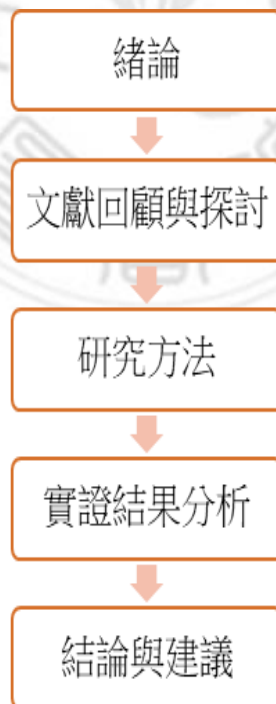 緒論
文獻回顧與探討
研究方法
實證結果分析
結論與建議